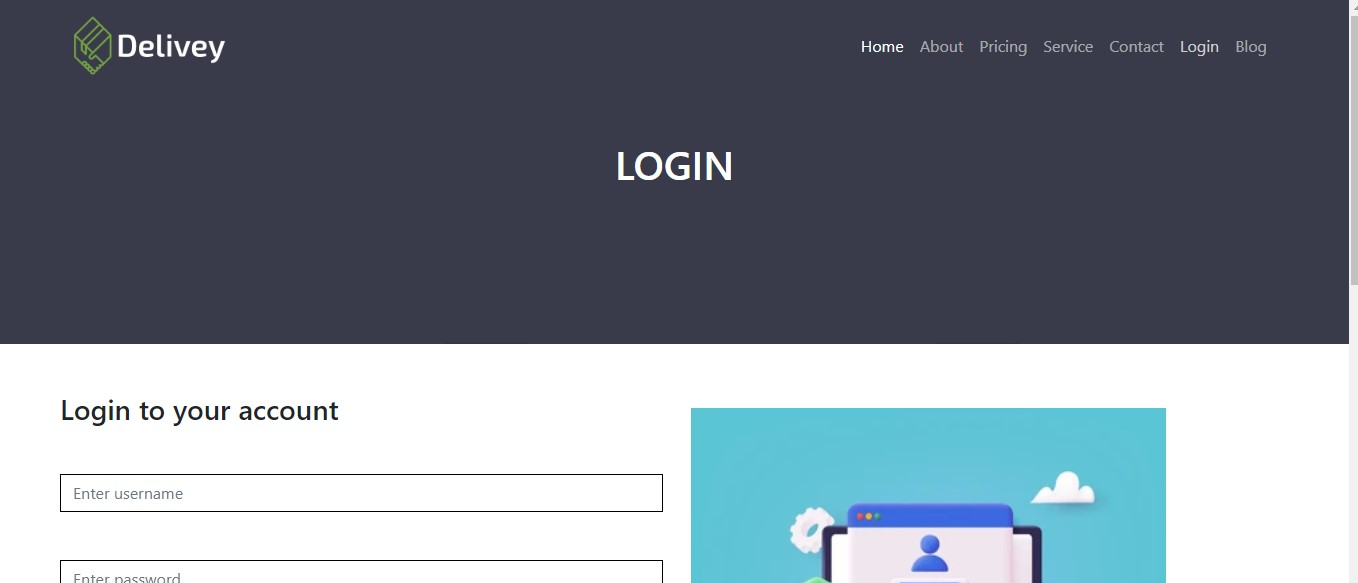 Delivey
Home About Pricing Service Contact Login Blog
LOGIN
Login to your account
Enter username
Enter password